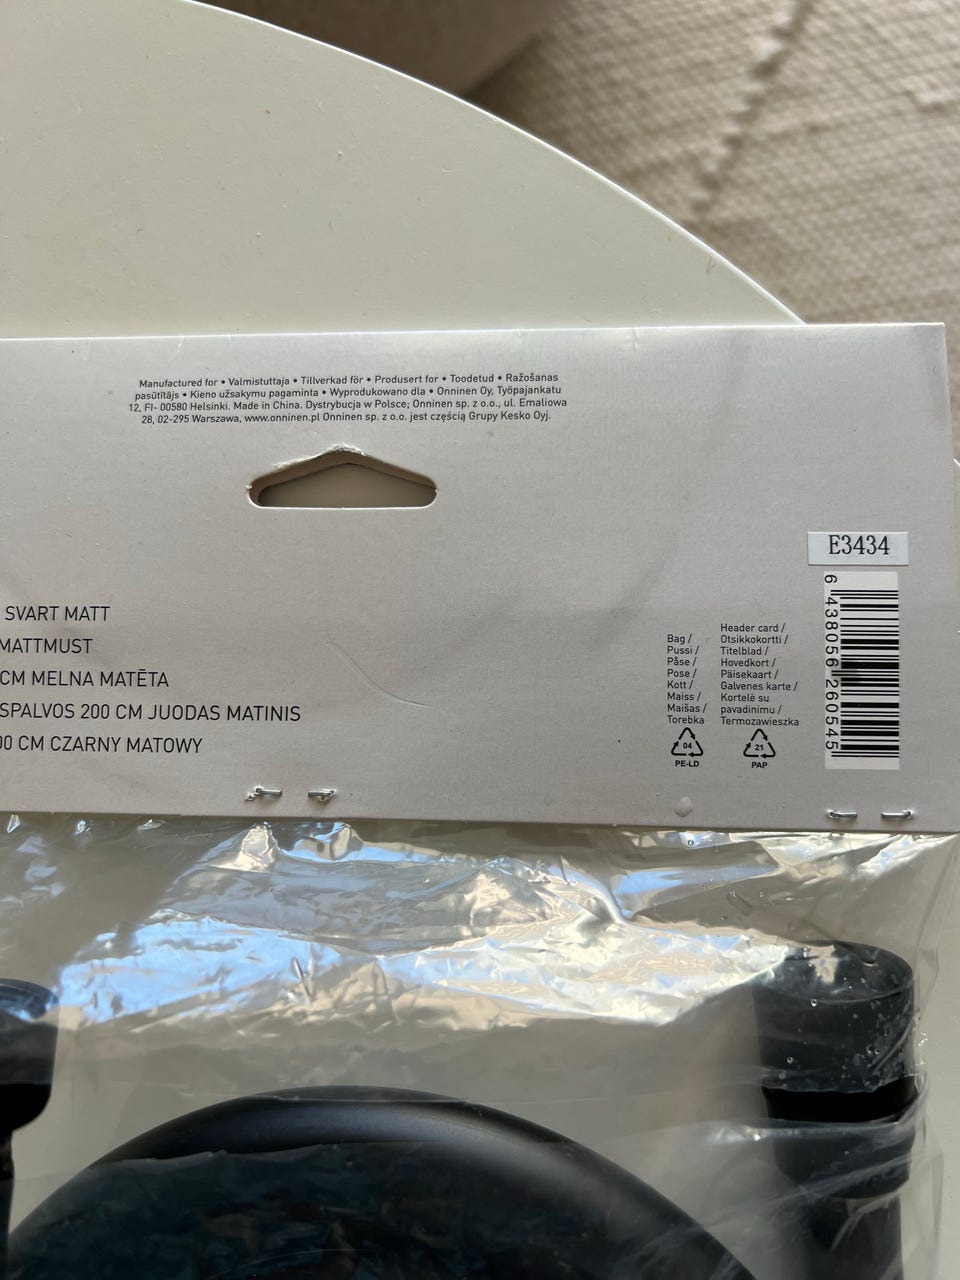 Manufactured for • Valmistuttaja • Tillverkad för • Produsert for • Toodetud • Ražošanas
pasūtītājs • Kieno užsakymu pagaminta • Wyprodukowano dla • Onninen Oy, Työpajankatu
12, FI- 00580 Helsinki. Made in China. Dystrybucja w Polsce; Onninen sp. z o.o., ul. Emaliowa
28, 02-295 Warszawa, www.onninen.pl Onninen sp. z o.o. jest częścią Grupy Kesko Oyj.
E3434
6 438056 260545
SVART MATT
MATTMUST
CM MELNA MATĒTA
SPALVOS 200 CM JUODAS MATINIS
00 CM CZARNY MATOWY
Bag /
Pussi /
Påse /
Pose /
Kott /
Maiss /
Maišas /
Torebka
04
PE-LD
Header card /
Otsikkokortti /
Titelblad /
Hovedkort /
Päisekaart /
Galvenes karte /
Kortelė su
pavadinimu /
Termozawieszka
21
PAP